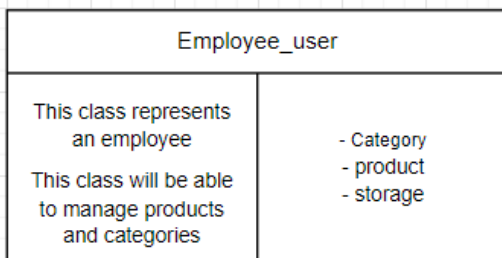 Employee_user
This class represents
an employee
This class will be able
to manage products
and categories
- Category
- product
- storage